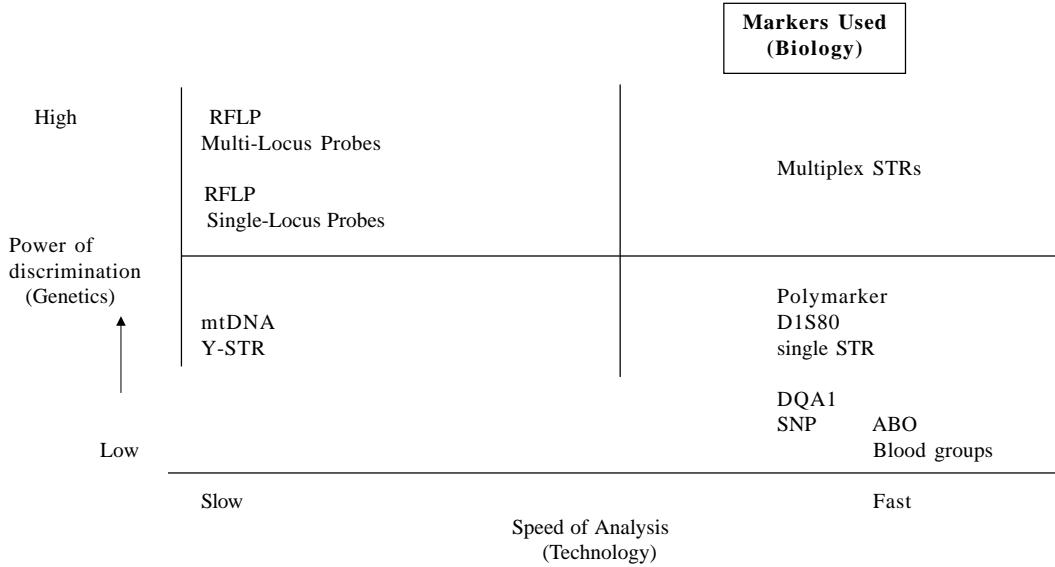 Markers Used
(Biology)
High
RFLP
Multi-Locus Probes
Multiplex STRs
RFLP
Single-Locus Probes
Power of
discrimination
(Genetics)
mtDNA
Y-STR
Polymarker
D1S80
single STR
DQA1
SNP ABO
Low
Blood groups
Slow
Fast
Speed of Analysis
(Technology)